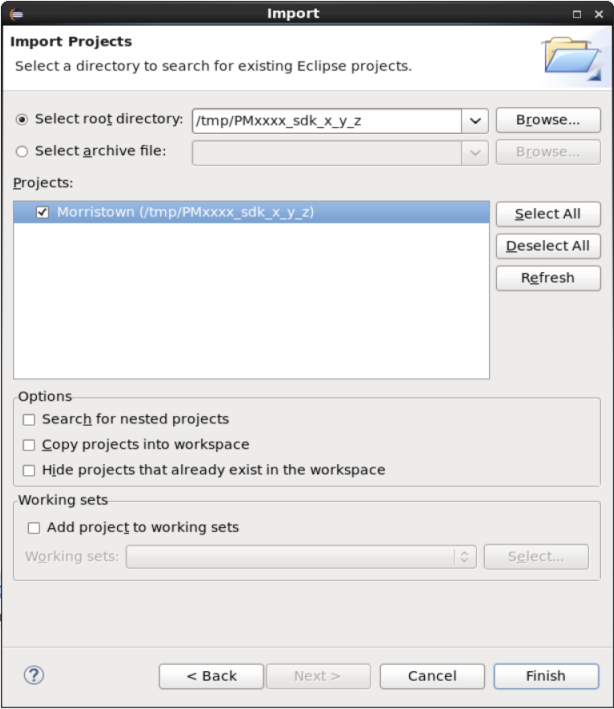 Import
Import Projects
Select a directory to search for existing Eclipse projects.
Select root directory: /tmp/PMxxxx_sdk_x_y_z Browse...
Select archive file: Browse...
Projects:
Morristown (/tmp/PMxxxx_sdk_x_y_z)
Select All
Deselect All
Refresh
Options
Search for nested projects
Copy projects into workspace
Hide projects that already exist in the workspace
Working sets
Add project to working sets
Working sets: Select...
? < Back Next > Cancel Finish